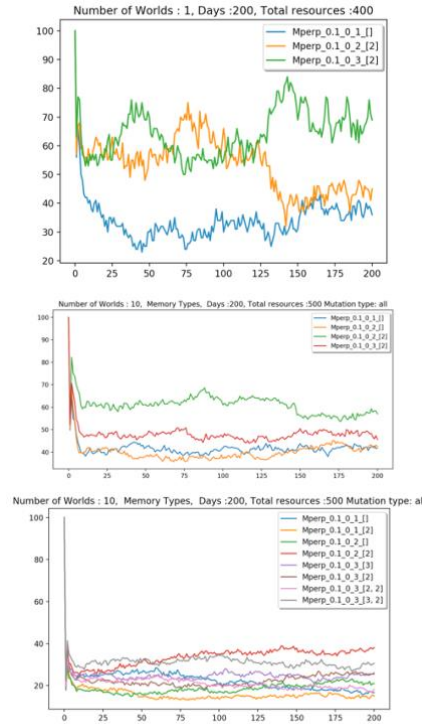 Number of Worlds : 1, Days :200, Total resources :400
Mperp_0.1_0_1_[]
Mperp_0.1_0_2_[2]
Mperp_0.1_0_3_[2]
100
90
80
70
60
50
40
30
20
0 25 50 75 100 125 150 175 200
Number of Worlds : 10, Memory Types, Days :200, Total resources :500 Mutation type: all
Mperp_0.1_0_1_[]
Mperp_0.1_0_2_[]
Mperp_0.1_0_2_[2]
Mperp_0.1_0_3_[2]
100
90
80
70
60
50
40
0 25 50 75 100 125 150 175 200
Number of Worlds : 10, Memory Types, Days :200, Total resources :500 Mutation type: all
Mperp_0.1_0_1_[]
Mperp_0.1_0_1_[2]
Mperp_0.1_0_2_[]
Mperp_0.1_0_2_[2]
Mperp_0.1_0_3_[3]
Mperp_0.1_0_3_[2]
Mperp_0.1_0_3_[2, 2]
Mperp_0.1_0_3_[3, 2]
100
80
60
40
20
0 25 50 75 100 125 150 175 200